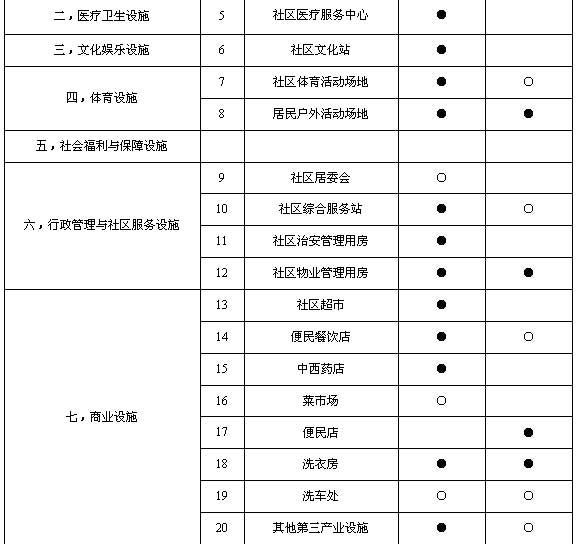 二，医疗卫生设施 5 社区医疗服务中心 ●
三，文化娱乐设施 6 社区文化站 ●
四，体育设施 7 社区体育活动场地 ● ○
8 居民户外活动场地 ● ●
五，社会福利与保障设施
六，行政管理与社区服务设施 9 社区居委会 ○
10 社区综合服务站 ● ○
11 社区治安管理用房 ●
12 社区物业管理用房 ● ●
七，商业设施 13 社区超市 ●
14 便民餐饮店 ● ○
15 中西药店 ●
16 菜市场 ○
17 便民店 ●
18 洗衣房 ● ●
19 洗车处 ○ ○
20 其他第三产业设施 ● ○